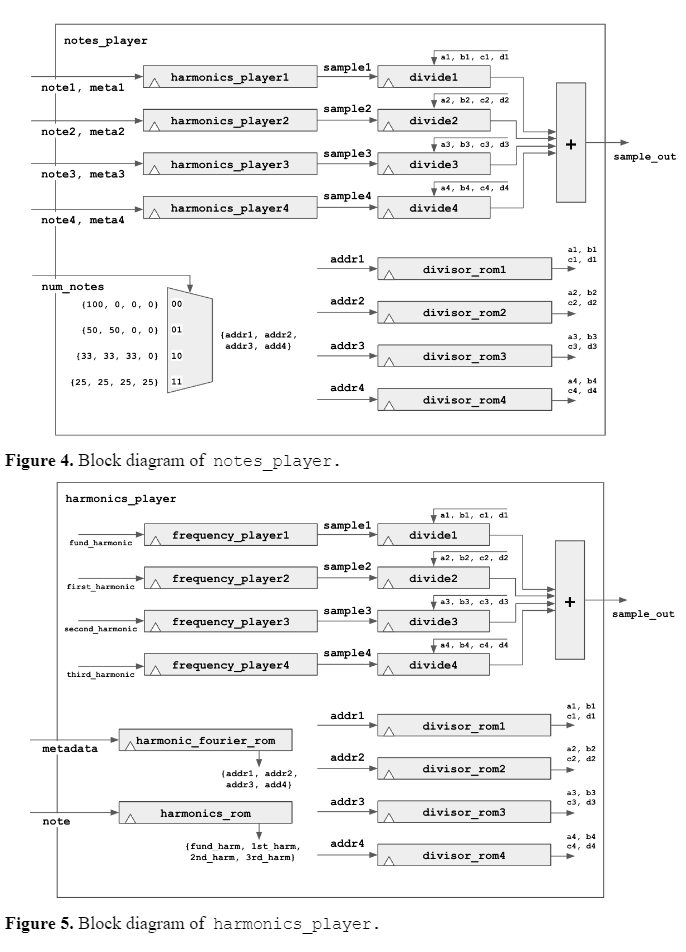 notes_player
a1, b1, c1, d1
sample1
harmonics_player1
divide1
note1, meta1
a2, b2, c2, d2
sample2
harmonics_player2
divide2
note2, meta2
a3, b3, c3, d3
sample3
harmonics_player3
divide3
+
sample_out
note3, meta3
a4, b4, c4, d4
sample4
harmonics_player4
divide4
note4, meta4
addr1
divisor_rom1
a1, b1
c1, d1
num_notes
{100, 0, 0, 0}
00
addr2
divisor_rom2
a2, b2
c2, d2
{50, 50, 0, 0}
01
{addr1, addr2,
addr3, add4}
{33, 33, 33, 0}
10
addr3
divisor_rom3
a3, b3
c3, d3
{25, 25, 25, 25}
11
addr4
divisor_rom4
a4, b4
c4, d4
Figure 4. Block diagram of notes_player.
harmonics_player
a1, b1, c1, d1
sample1
frequency_player1
divide1
fund_harmonic
a2, b2, c2, d2
sample2
frequency_player2
divide2
first_harmonic
a3, b3, c3, d3
sample3
frequency_player3
divide3
+
sample_out
second_harmonic
a4, b4, c4, d4
sample4
frequency_player4
divide4
third_harmonic
addr1
divisor_rom1
a1, b1
c1, d1
metadata
harmonic_fourier_rom
addr2
divisor_rom2
a2, b2
c2, d2
{addr1, addr2,
addr3, add4}
note
harmonics_rom
addr3
divisor_rom3
a3, b3
c3, d3
{fund_harm, 1st_harm,
2nd_harm, 3rd_harm}
addr4
divisor_rom4
a4, b4
c4, d4
Figure 5. Block diagram of harmonics_player.